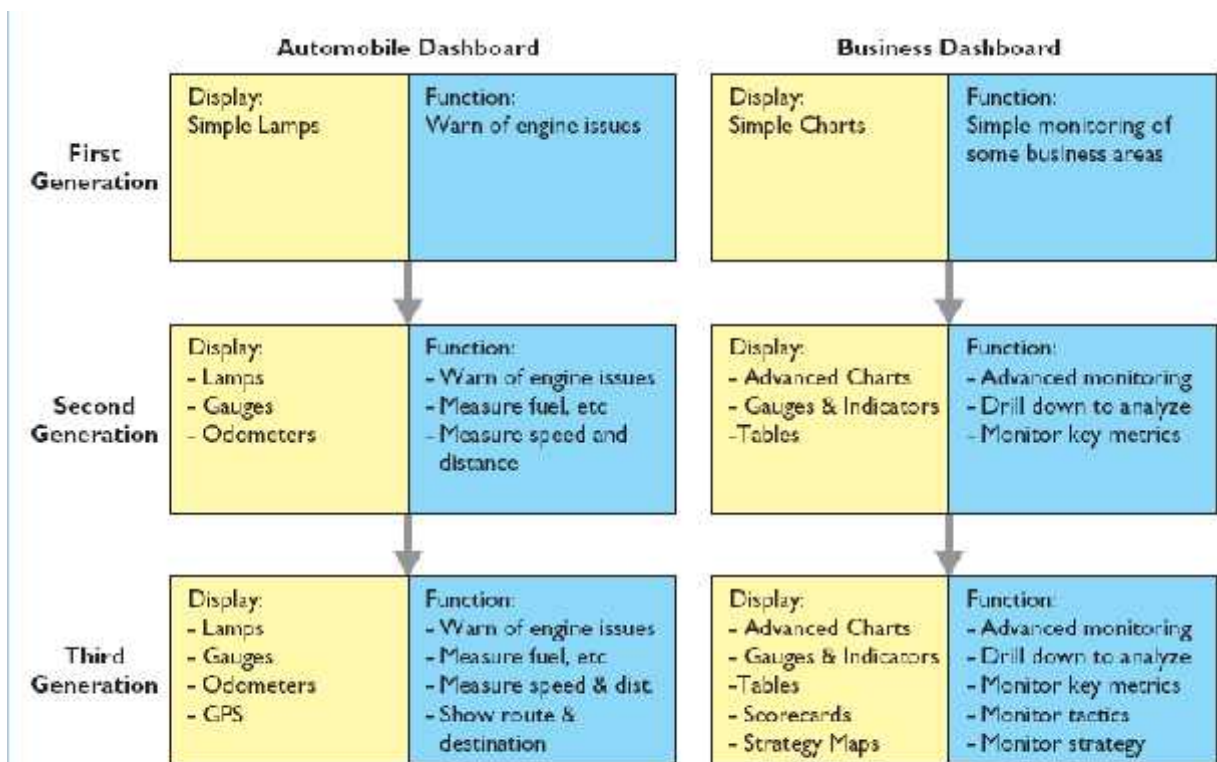 Automobile Dashboard
Business Dashboard
First
Generation
Display:
Simple Lamps
Function:
Warn of engine issues
Display:
Simple Charts
Function:
Simple monitoring of
some business areas
Second
Generation
Display:
- Lamps
- Gauges
- Odometers
Function:
- Warn of engine issues
- Measure fuel, etc
- Measure speed and
distance
Display:
- Advanced Charts
- Gauges & Indicators
-Tables
Function:
- Advanced monitoring
- Drill down to analyze
- Monitor key metrics
Third
Generation
Display:
- Lamps
- Gauges
- Odometers
- GPS
Function:
- Warn of engine issues
- Measure fuel, etc
- Measure speed & dist.
- Show route &
destination
Display:
- Advanced Charts
- Gauges & Indicators
-Tables
- Scorecards
- Strategy Maps
Function:
- Advanced monitoring
- Drill down to analyze
- Monitor key metrics
- Monitor tactics
- Monitor strategy